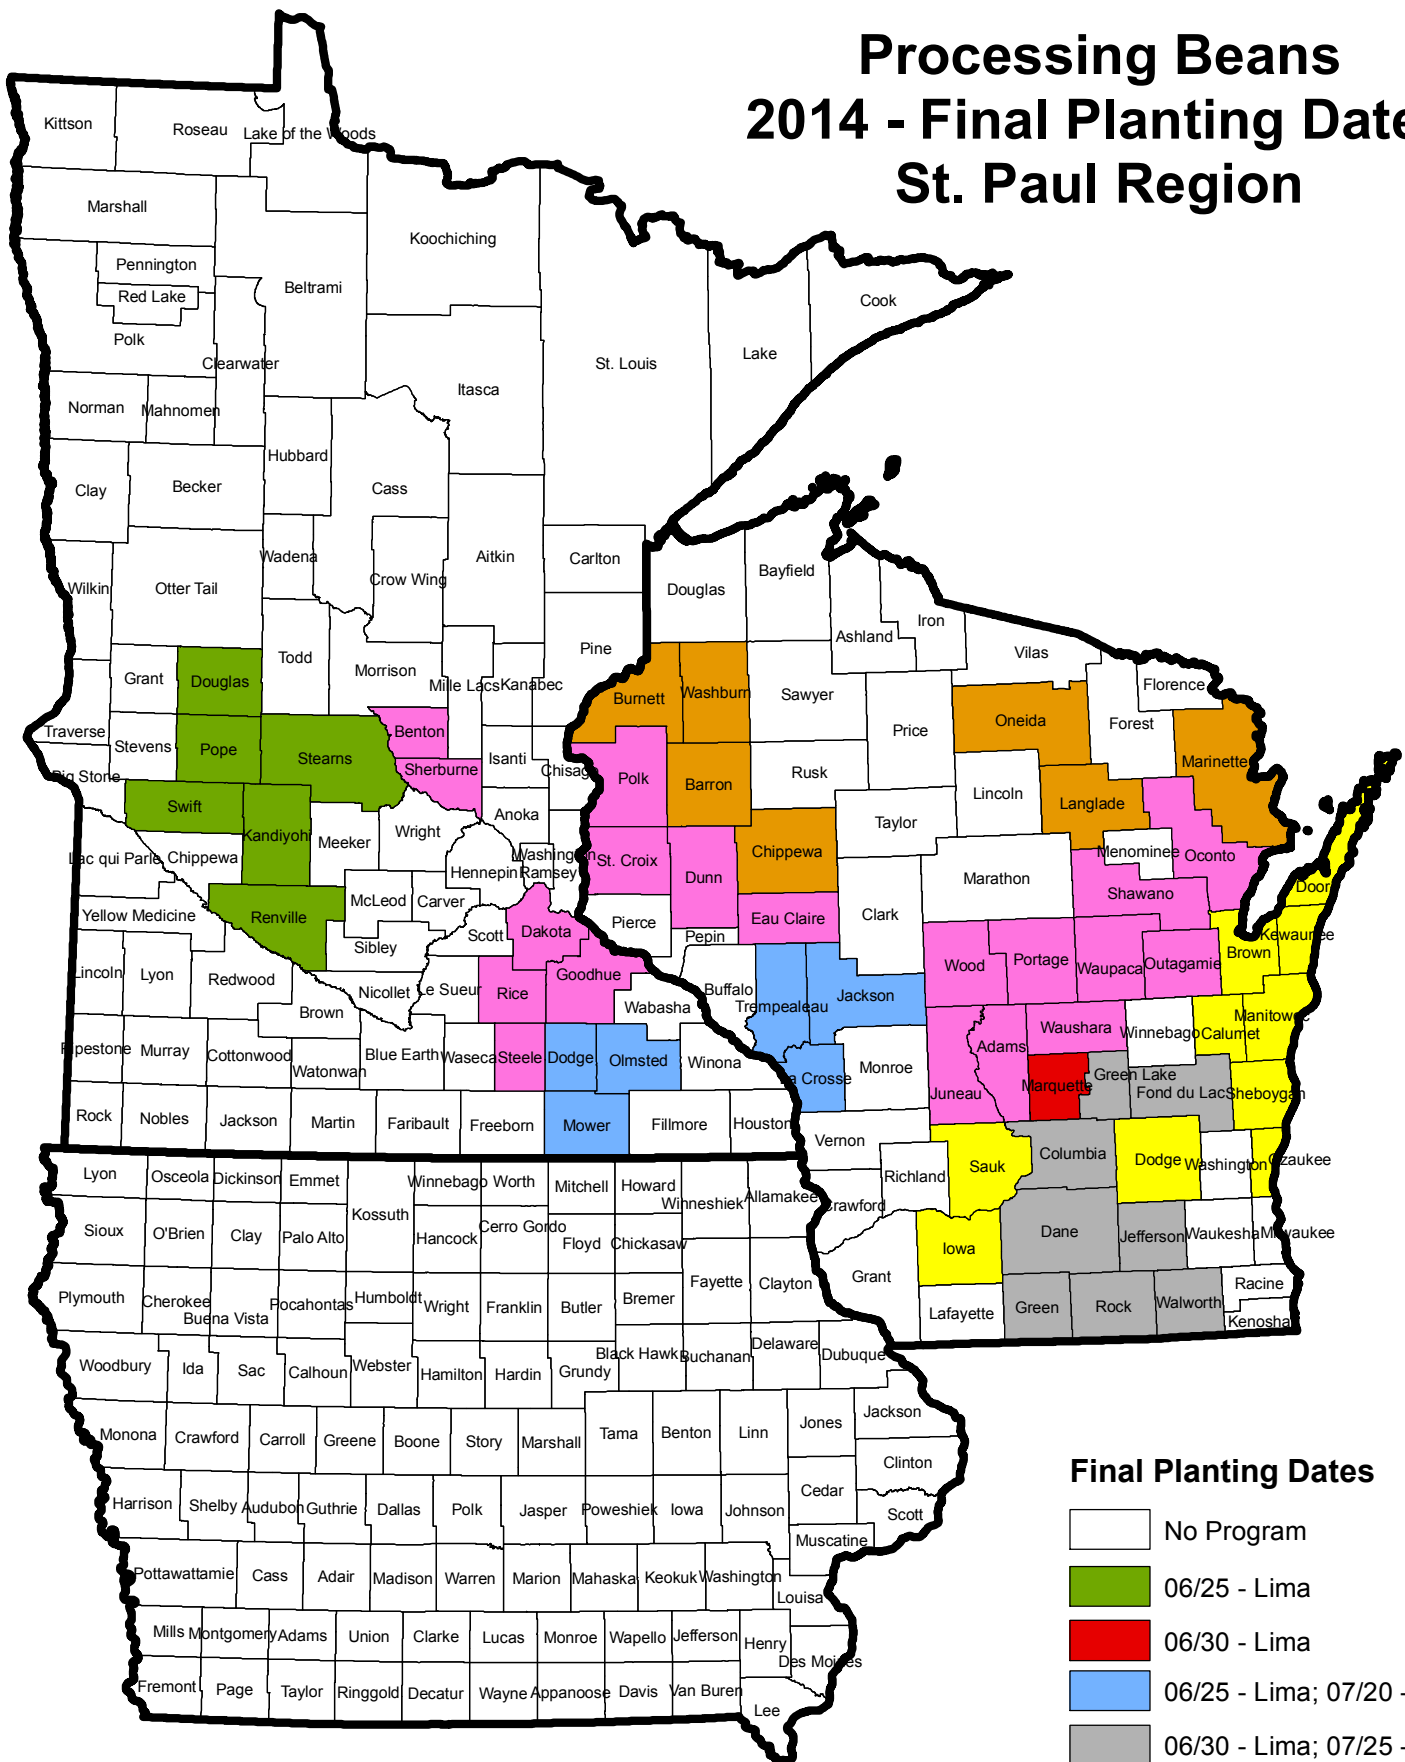 Processing Beans
2014 - Final Planting Date
St. Paul Region
Kittson
Roseau
Lake of the Woods
Marshall
Koochiching
Pennington
Beltrami
Red Lake
Cook
Polk
Clearwater
St. Louis
Lake
Itasca
Norman
Mahnomen
Hubbard
Clay
Becker
Cass
Wadena
Aitkin
Carlton
Crow Wing
Wilkin
Otter Tail
Douglas
Bayfield
Ashland
Iron
Pine
Todd
Morrison
Vilas
Grant
Douglas
Mille Lacs
Kanabec
Burnett
Washburn
Sawyer
Florence
Traverse
Stevens
Pope
Stearns
Benton
Isanti
Chisago
Price
Oneida
Forest
Marinette
Big Stone
Sherburne
Polk
Barron
Rusk
Lincoln
Langlade
Swift
Kandiyohi
Meeker
Wright
Anoka
Taylor
Lac qui Parle
Chippewa
Hennepin
Washington
Ramsey
St. Croix
Dunn
Chippewa
Marathon
Menominee
Oconto
Shawano
Door
Yellow Medicine
Renville
McLeod
Carver
Scott
Dakota
Pierce
Pepin
Eau Claire
Clark
Sibley
Goodhue
Kewaunee
Brown
Lincoln
Lyon
Redwood
Nicollet
Le Sueur
Rice
Wabasha
Buffalo
Trempealeau
Jackson
Wood
Portage
Waupaca
Outagamie
Brown
Manitowoc
Pipestone
Murray
Cottonwood
Watonwan
Blue Earth
Waseca
Steele
Dodge
Olmsted
Winona
La Crosse
Monroe
Juneau
Adams
Waushara
Winnebago
Calumet
Marquette
Green Lake
Fond du Lac
Sheboygan
Rock
Nobles
Jackson
Martin
Faribault
Freeborn
Mower
Fillmore
Houston
Vernon
Richland
Sauk
Columbia
Dodge
Washington
Ozaukee
Crawford
Lyon
Osceola
Dickinson
Emmet
Kossuth
Winnebago
Worth
Mitchell
Howard
Winneshiek
Allamakee
Sioux
O'Brien
Clay
Palo Alto
Hancock
Cerro Gordo
Floyd
Chickasaw
Iowa
Dane
Jefferson
Waukesha
Milwaukee
Grant
Fayette
Clayton
Plymouth
Cherokee
Buena Vista
Pocahontas
Humboldt
Wright
Franklin
Butler
Bremer
Lafayette
Green
Rock
Walworth
Racine
Kenosha
Woodbury
Ida
Sac
Calhoun
Webster
Hamilton
Hardin
Grundy
Black Hawk
Buchanan
Delaware
Dubuque
Monona
Crawford
Carroll
Greene
Boone
Story
Marshall
Tama
Benton
Linn
Jones
Jackson
Clinton
Harrison
Shelby
Audubon
Guthrie
Dallas
Polk
Jasper
Poweshiek
Iowa
Johnson
Cedar
Scott
Muscatine
Pottawattamie
Cass
Adair
Madison
Warren
Marion
Mahaska
Keokuk
Washington
Louisa
Mills
Montgomery
Adams
Union
Clarke
Lucas
Monroe
Wapello
Jefferson
Henry
Des Moines
Fremont
Page
Taylor
Ringgold
Decatur
Wayne
Appanoose
Davis
Van Buren
Lee
Final Planting Dates
No Program
06/25 - Lima
06/30 - Lima
06/25 - Lima; 07/20 -
06/30 - Lima; 07/25 -